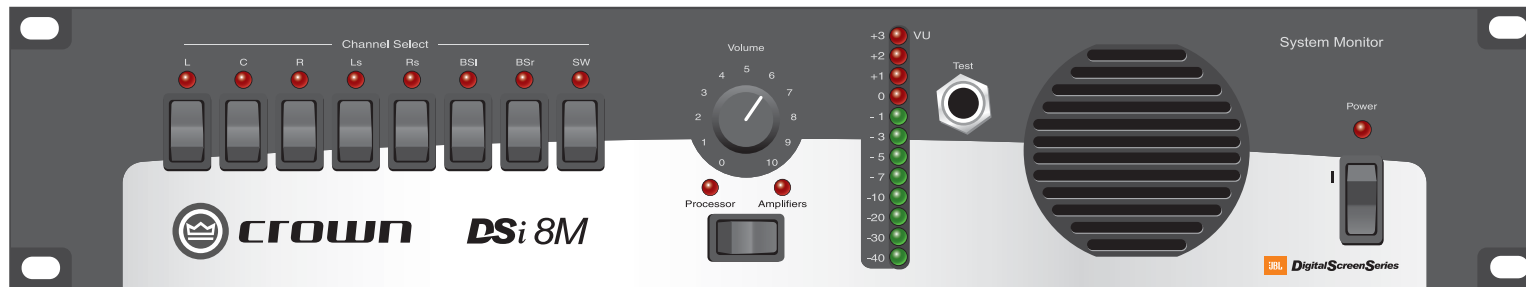 Channel Select
L C R Ls Rs BSl BSr SW
Volume
0 1 2 3 4 5 6 7 8 9 10
Processor Amplifiers
+3 VU
+2
+1
0
- 1
- 3
- 5
- 7
-10
-20
-30
-40
Test
System Monitor
Power
I
crown DSi 8M
JBL DigitalScreenSeries